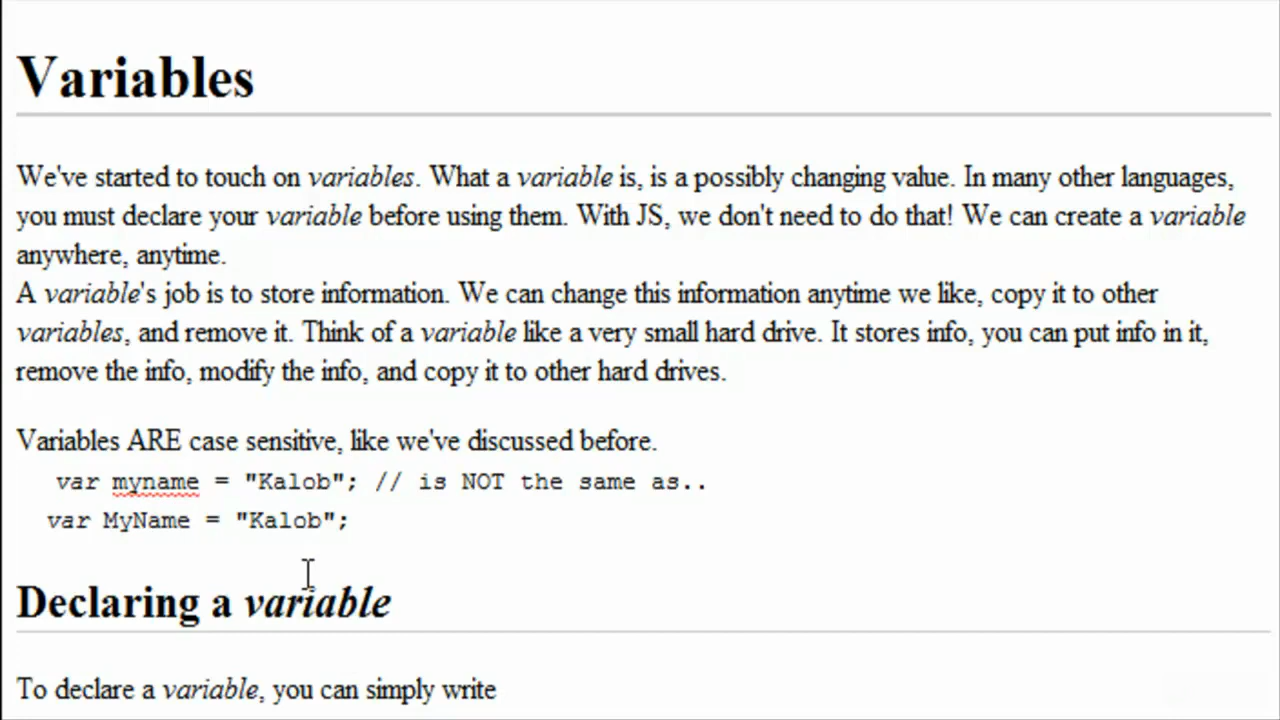 Variables
We've started to touch on variables. What a variable is, is a possibly changing value. In many other languages,
you must declare your variable before using them. With JS, we don't need to do that! We can create a variable
anywhere, anytime.
A variable's job is to store information. We can change this information anytime we like, copy it to other
variables, and remove it. Think of a variable like a very small hard drive. It stores info, you can put info in it,
remove the info, modify the info, and copy it to other hard drives.
Variables ARE case sensitive, like we've discussed before.
var myname = "Kalob"; // is NOT the same as..
var MyName = "Kalob";
Declaring a variable
To declare a variable, you can simply write